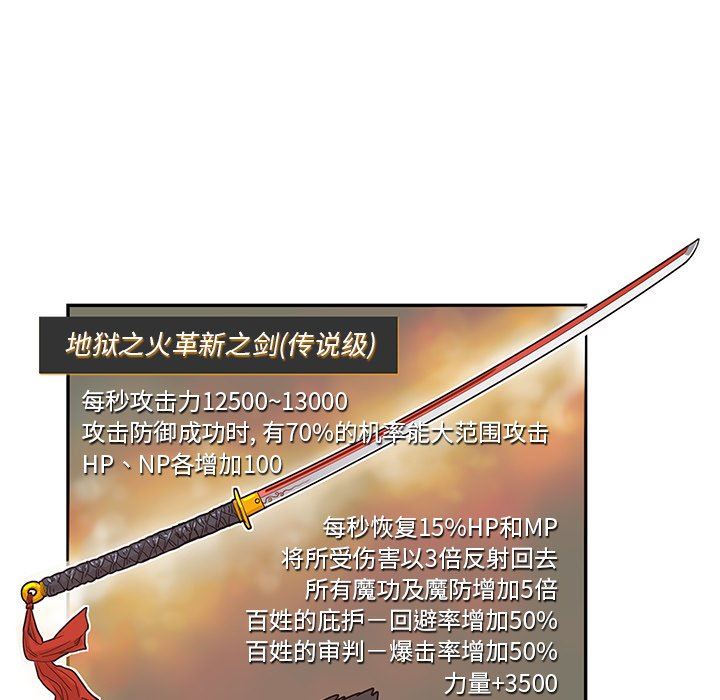 地狱之火革新之剑(传说级)
每秒攻击力12500~13000
攻击防御成功时, 有70%的机率能大范围攻击
HP、NP各增加100
每秒恢复15%HP和MP
将所受伤害以3倍反射回去
所有魔功及魔防增加5倍
百姓的庇护－回避率增加50%
百姓的审判－爆击率增加50%
力量+3500